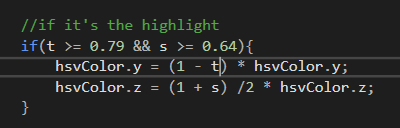 //if it's the highlight
if(t >= 0.79 && s >= 0.64){
    hsvColor.y = (1 - t) * hsvColor.y;
    hsvColor.z = (1 + s) /2 * hsvColor.z;
}